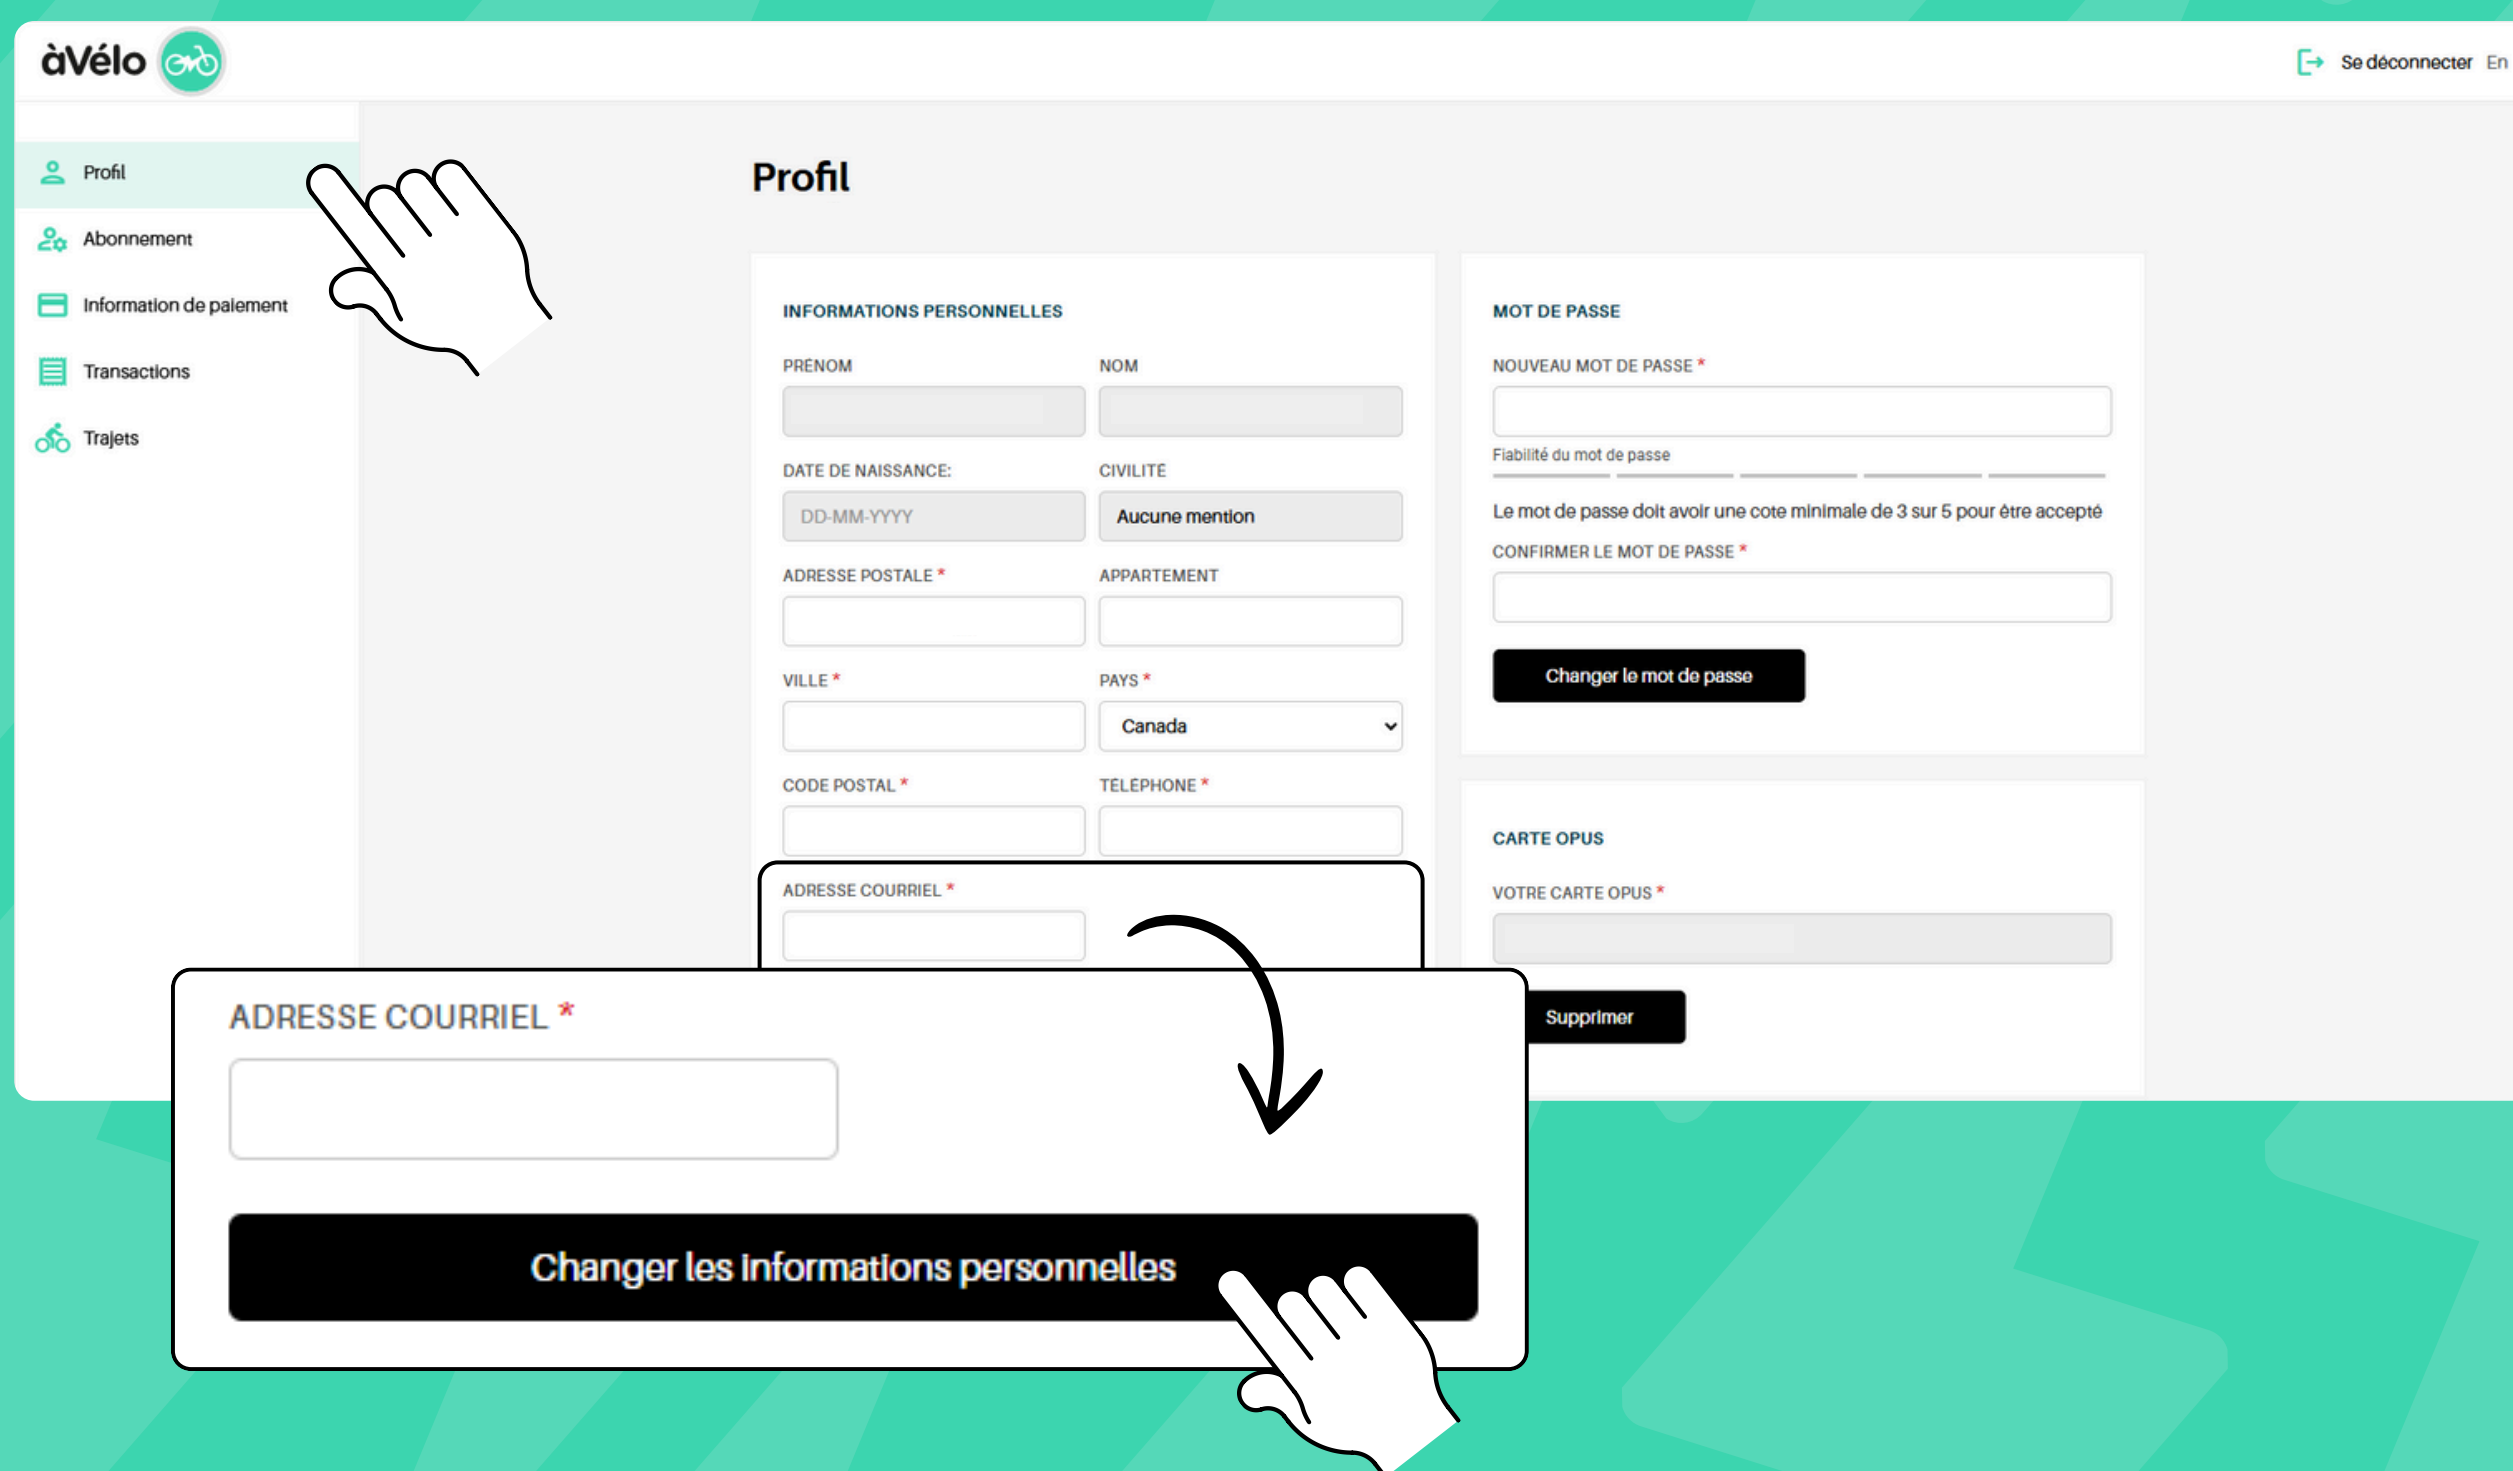 àVélo
Se déconnecter En
Profil
Abonnement
Information de paiement
Transactions
Trajets
Profil
INFORMATIONS PERSONNELLES
PRÉNOM NOM
DATE DE NAISSANCE: CIVILITÉ
DD-MM-YYYY Aucune mention
ADRESSE POSTALE * APPARTEMENT
VILLE * PAYS *
Canada
CODE POSTAL * TÉLÉPHONE *
ADRESSE COURRIEL *
MOT DE PASSE
NOUVEAU MOT DE PASSE *
Fiabilité du mot de passe
Le mot de passe doit avoir une cote minimale de 3 sur 5 pour être accepté
CONFIRMER LE MOT DE PASSE *
Changer le mot de passe
CARTE OPUS
VOTRE CARTE OPUS *
Supprimer
ADRESSE COURRIEL *
Changer les informations personnelles